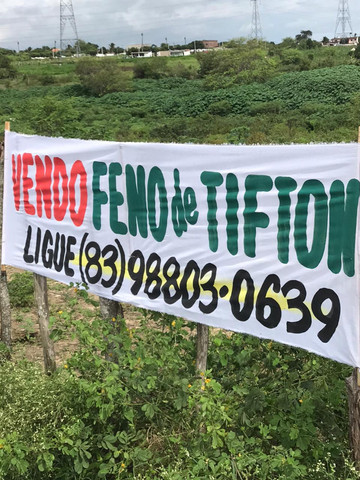 VENDO FENO de TIFTON
LIGUE (83) 98803-0639